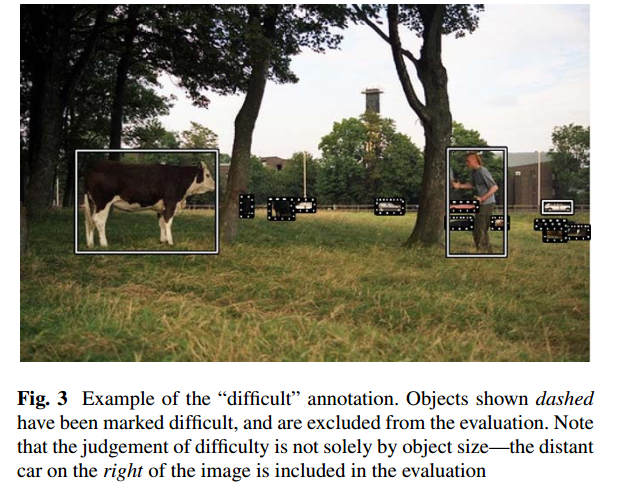 Fig. 3 Example of the “difficult” annotation. Objects shown dashed
have been marked difficult, and are excluded from the evaluation. Note
that the judgement of difficulty is not solely by object size—the distant
car on the right of the image is included in the evaluation